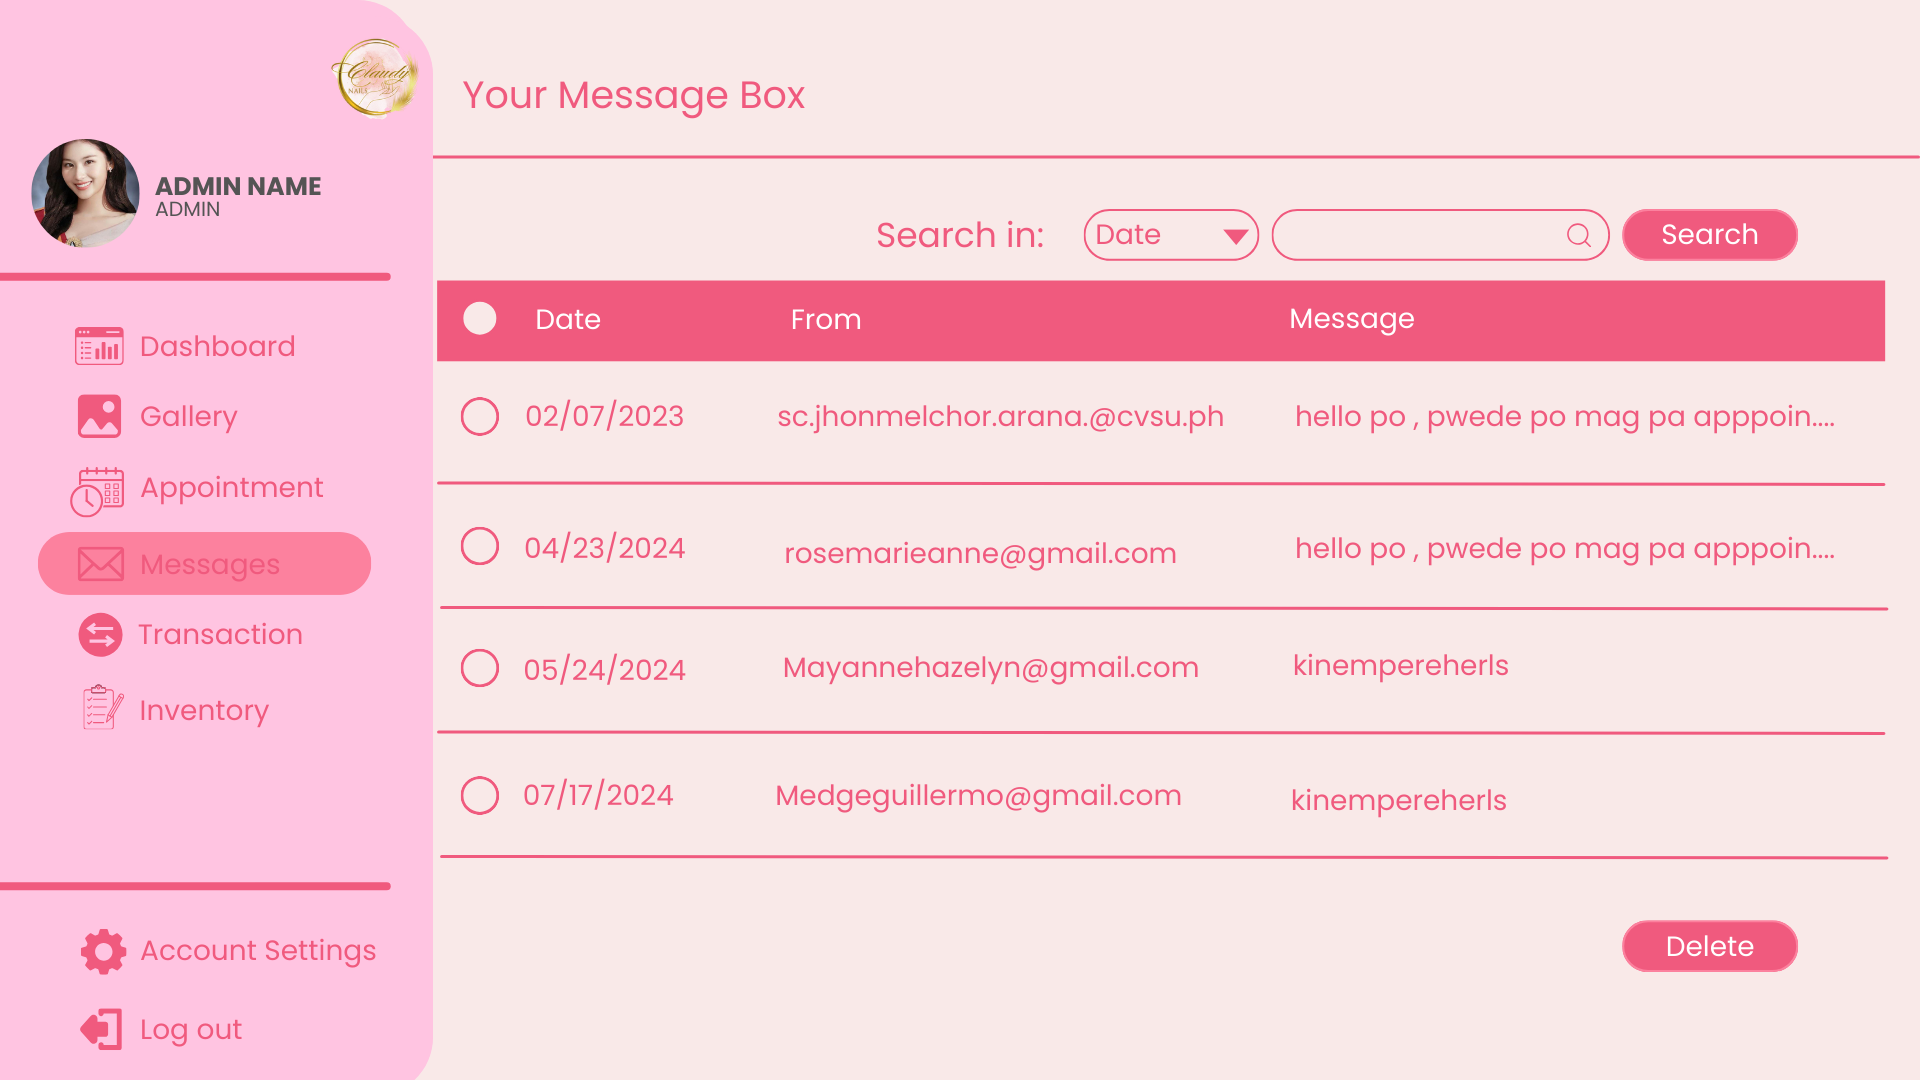 Claudy
NAILS
Your Message Box
ADMIN NAME
ADMIN
Search in: Date Search
Dashboard
Gallery
Appointment
Messages
Transaction
Inventory
Account Settings
Log out
Date From Message
02/07/2023 sc.jhonmelchor.arana.@cvsu.ph hello po , pwede po mag pa apppoin....
04/23/2024 rosemarieanne@gmail.com hello po , pwede po mag pa apppoin....
05/24/2024 Mayannehazelyn@gmail.com kinempereherls
07/17/2024 Medgeguillermo@gmail.com kinempereherls
Delete